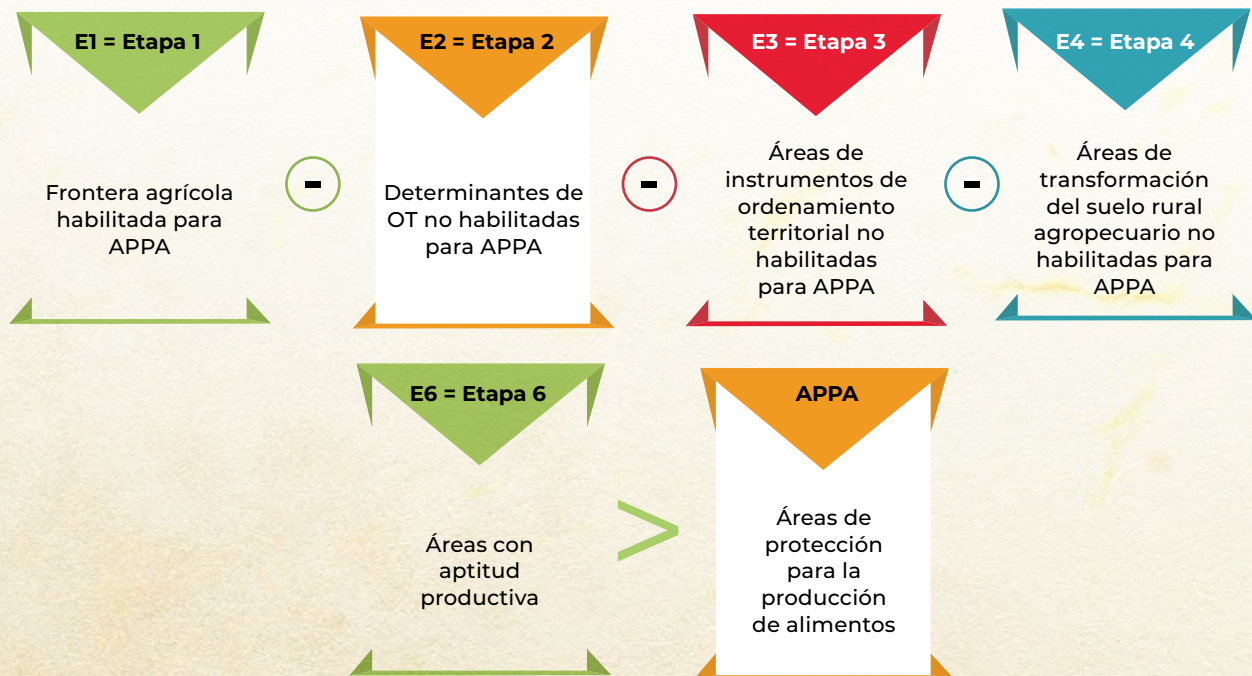 E1 = Etapa 1
Frontera agrícola
habilitada para
APPA
-
E2 = Etapa 2
Determinantes de
OT no habilitadas
para APPA
-
E3 = Etapa 3
Áreas de
instrumentos de
ordenamiento
territorial no
habilitadas
para APPA
-
E4 = Etapa 4
Áreas de
transformación
del suelo rural
agropecuario no
habilitadas para
APPA
E6 = Etapa 6
Áreas con
aptitud
productiva
>
APPA
Áreas de
protección
para la
producción
de alimentos